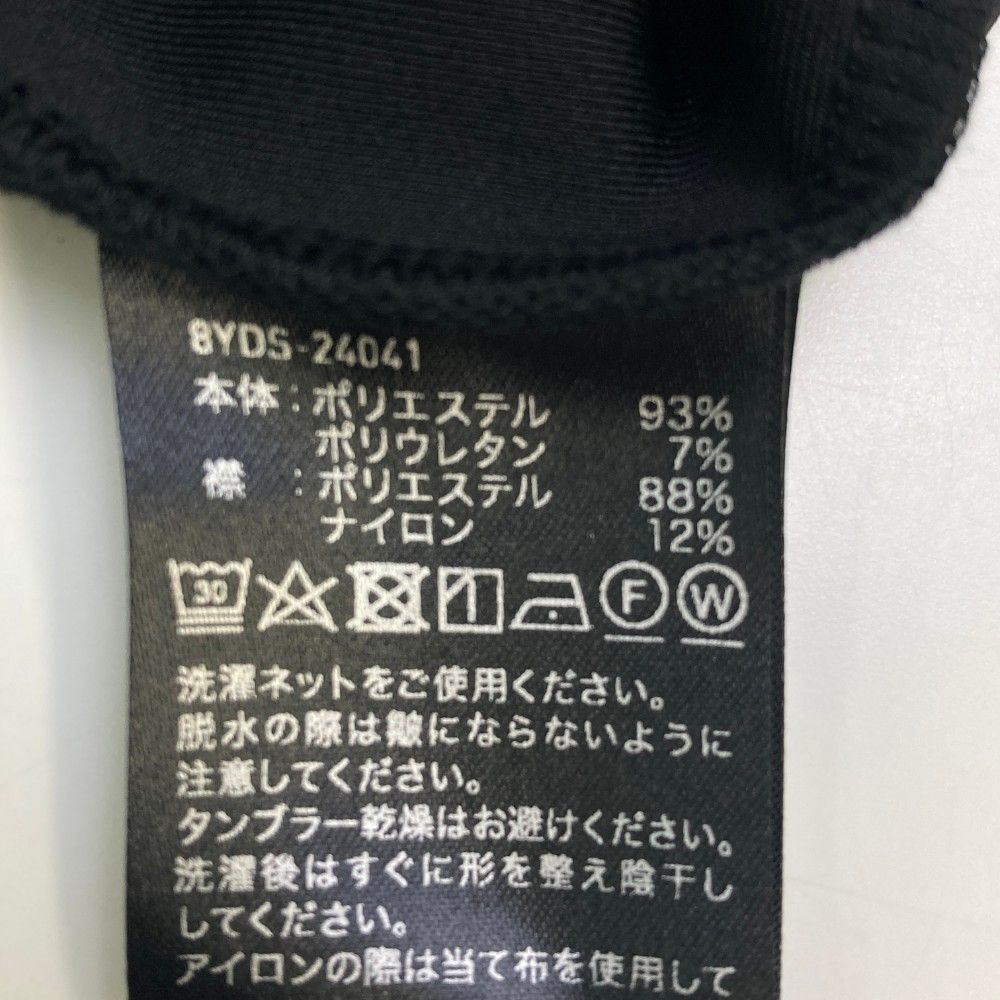 8YDS-24041
本体：ポリエステル 93%
ポリウレタン 7%
襟 ：ポリエステル 88%
ナイロン 12%
30 F W
洗濯ネットをご使用ください。
脱水の際は皺にならないように
注意してください。
タンブラー乾燥はお避けください。
洗濯後はすぐに形を整え陰干し
してください。
アイロンの際は当て布を使用して